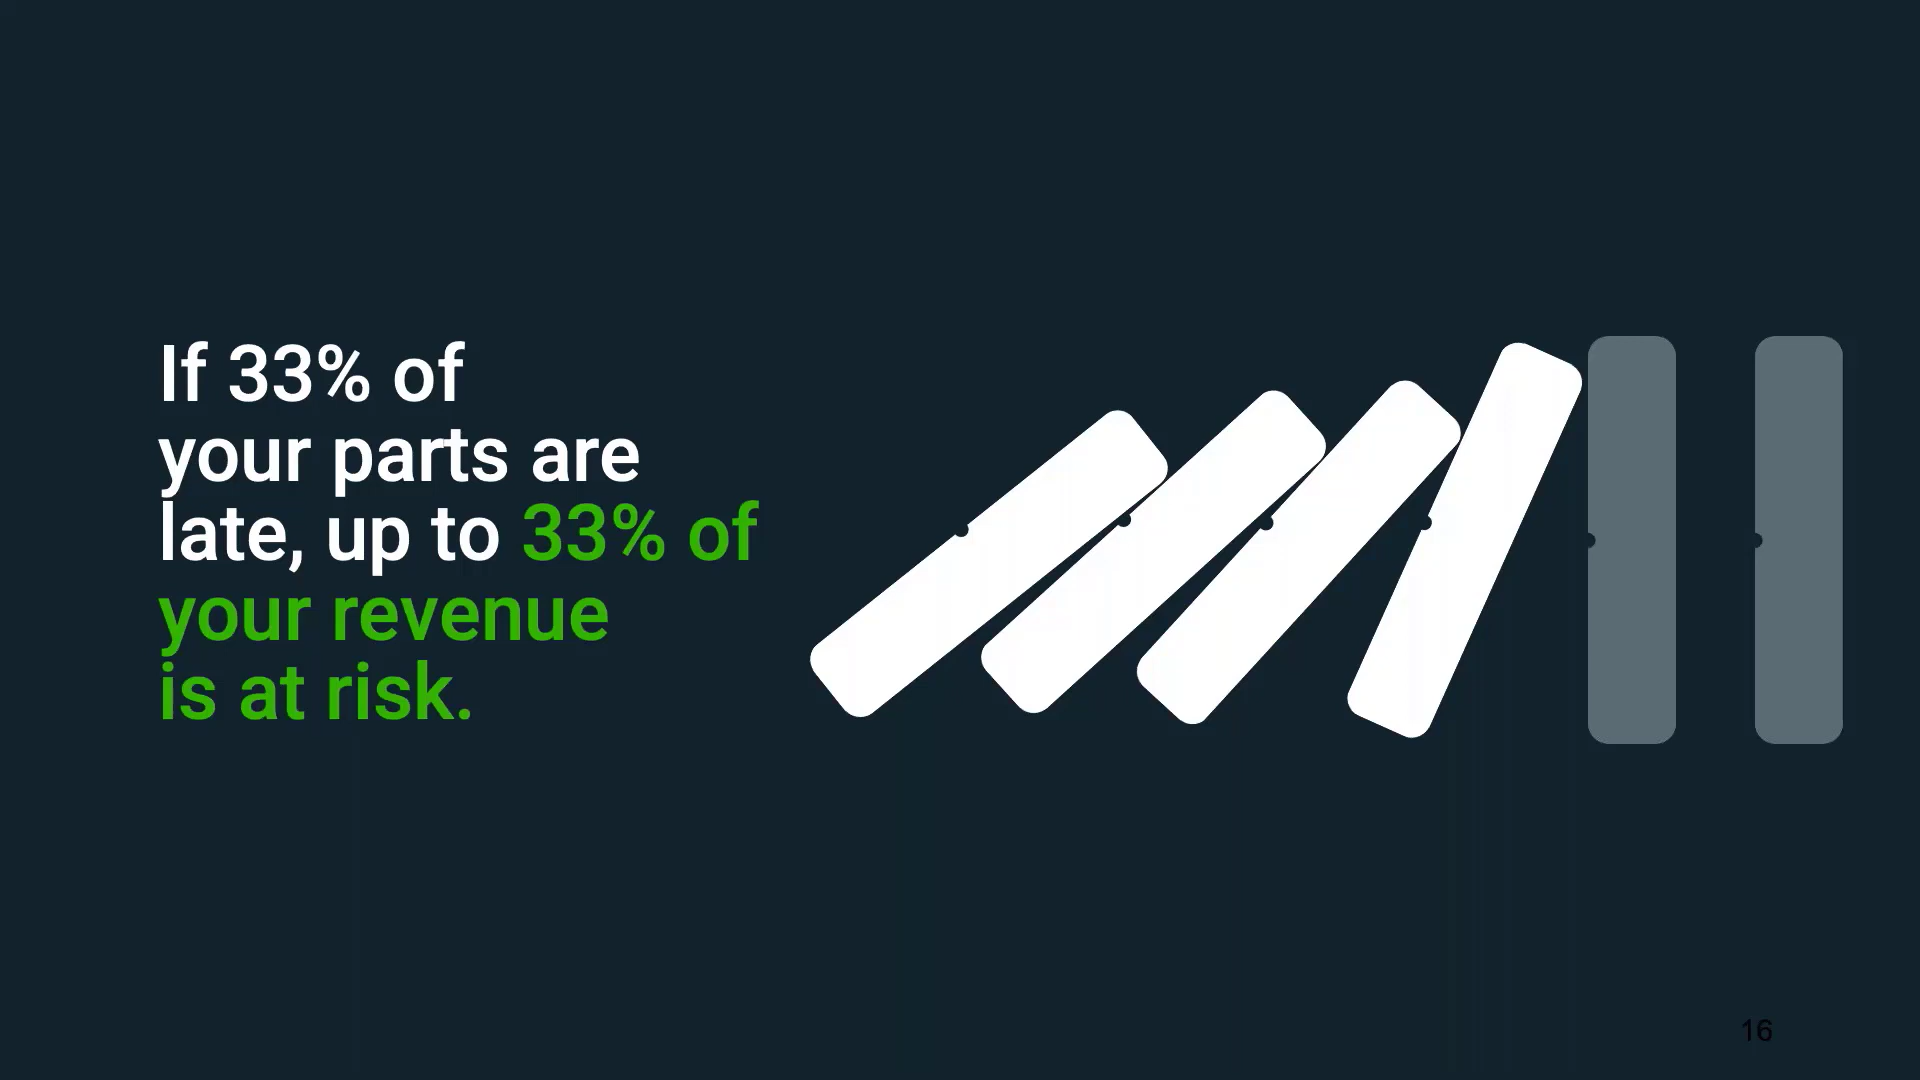 If 33% of
your parts are
late, up to 33% of
your revenue
is at risk.
16